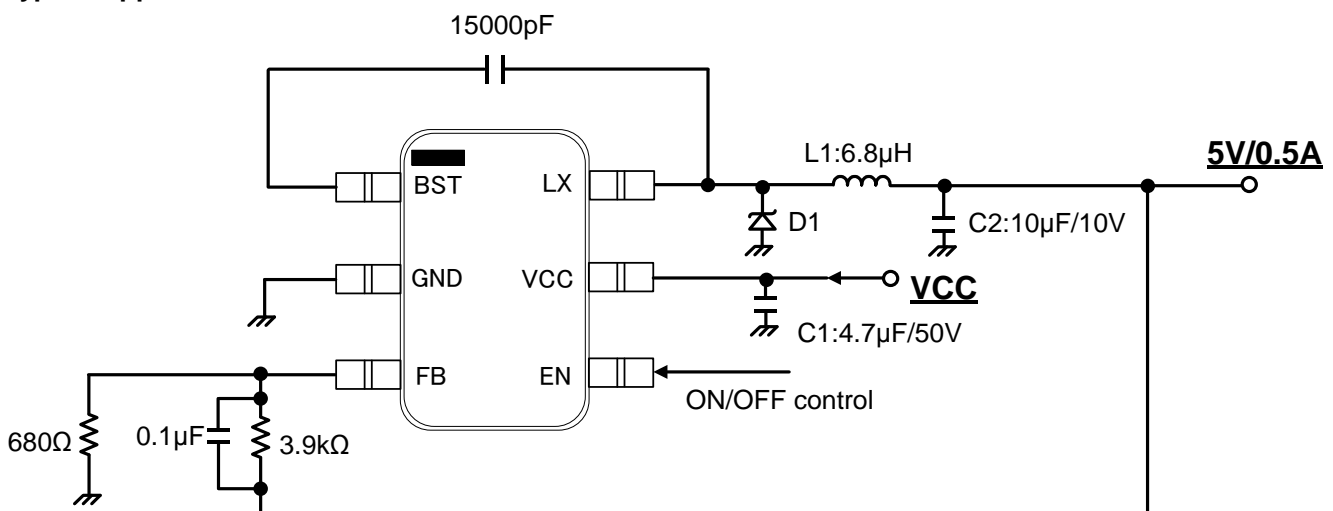 15000pF
L1:6.8µH
5V/0.5A
BST
LX
D1
C2:10µF/10V
GND
VCC
VCC
C1:4.7µF/50V
FB
EN
ON/OFF control
680Ω
0.1µF
3.9kΩ